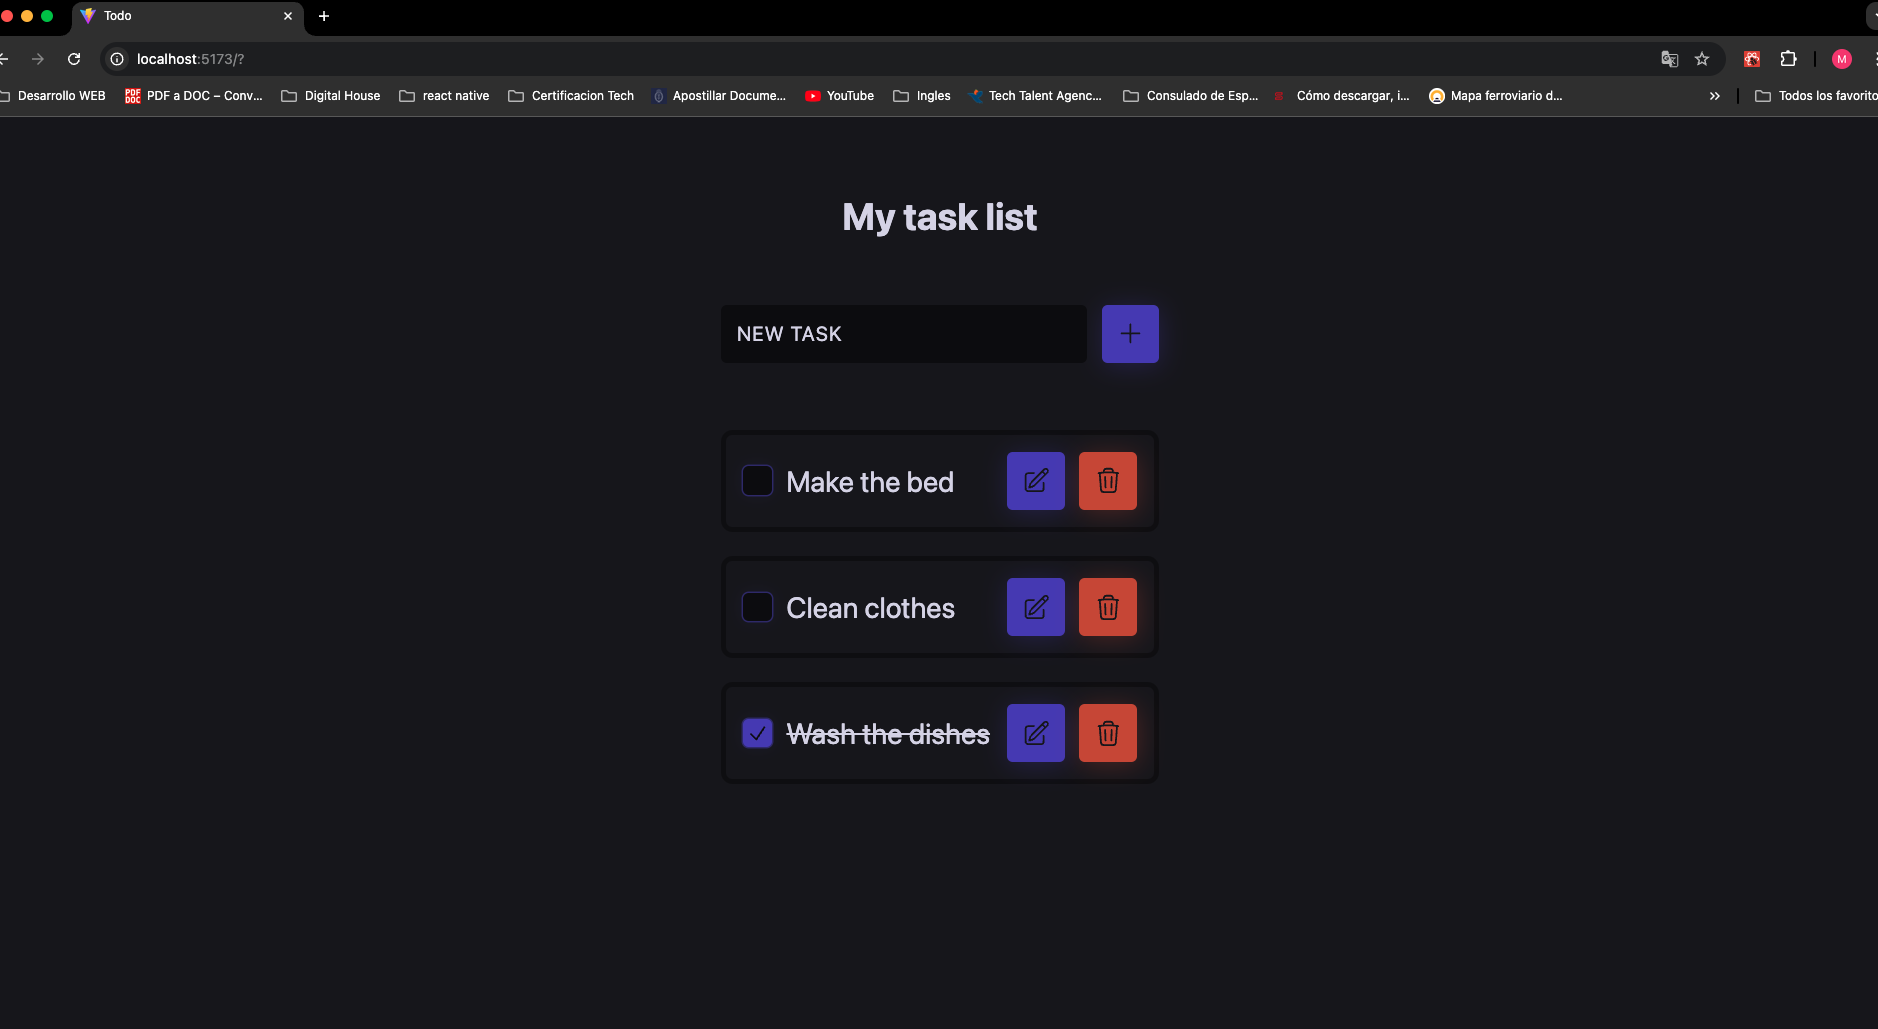 Todo
localhost:5173/?
M
Desarrollo WEB
PDF DOC
PDF a DOC – Conv...
Digital House
react native
Certificacion Tech
Apostillar Docume...
YouTube
Ingles
Tech Talent Agenc...
Consulado de Esp...
Cómo descargar, i...
Mapa ferroviario d...
Todos los favorito
My task list
NEW TASK
Make the bed
Clean clothes
Wash the dishes